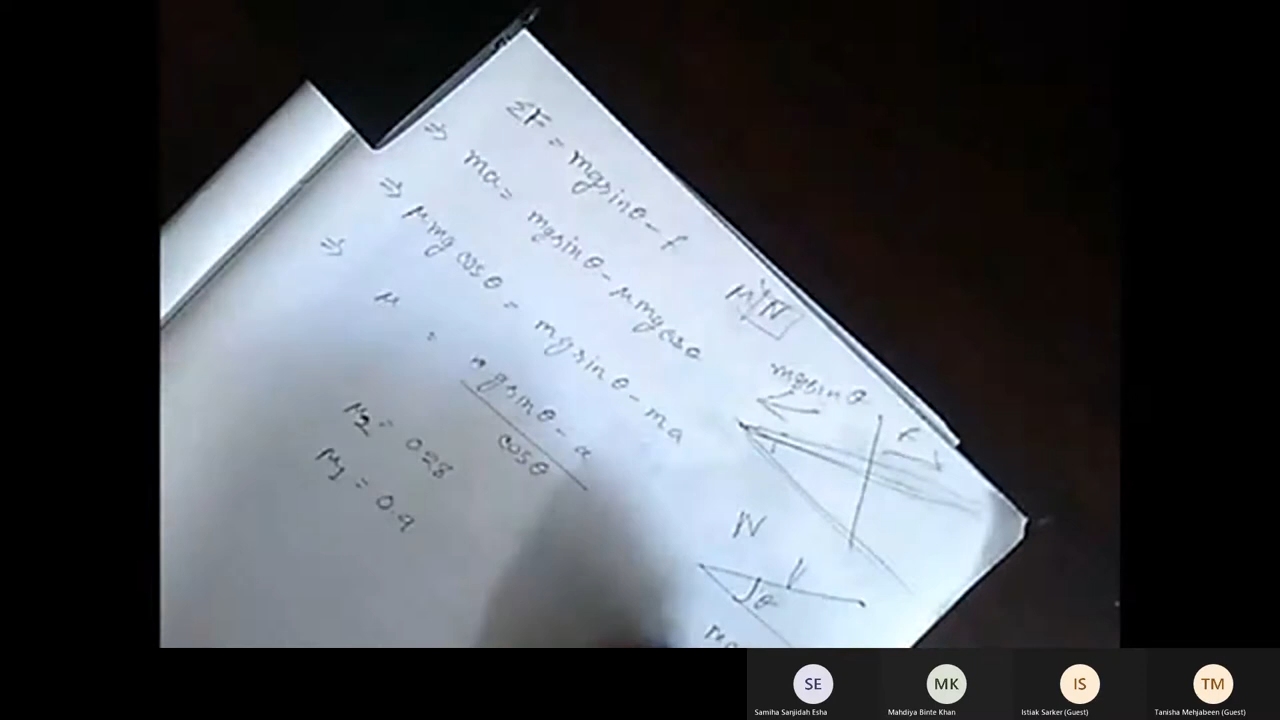 ΣF = mgsinθ - f
⇒ ma = mgsinθ - μmgcosθ
⇒ μmg cosθ = mgsinθ - ma
⇒ μ = gsinθ - a
cosθ
μ2 = 0.28
μ1 = 0.9
μN
mgsinθ
f
N
θ
SE
MK
IS
TM
Samiha Sanjidah Esha
Mahdiya Binte Khan
Istiak Sarker (Guest)
Tanisha Mehjabeen (Guest)